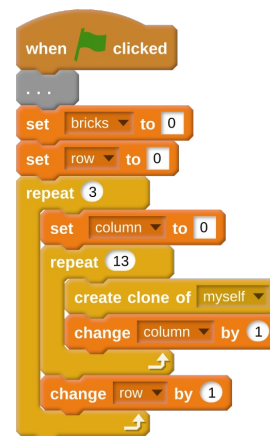 when clicked
. . .
set bricks to 0
set row to 0
repeat 3
set column to 0
repeat 13
create clone of myself
change column by 1
change row by 1